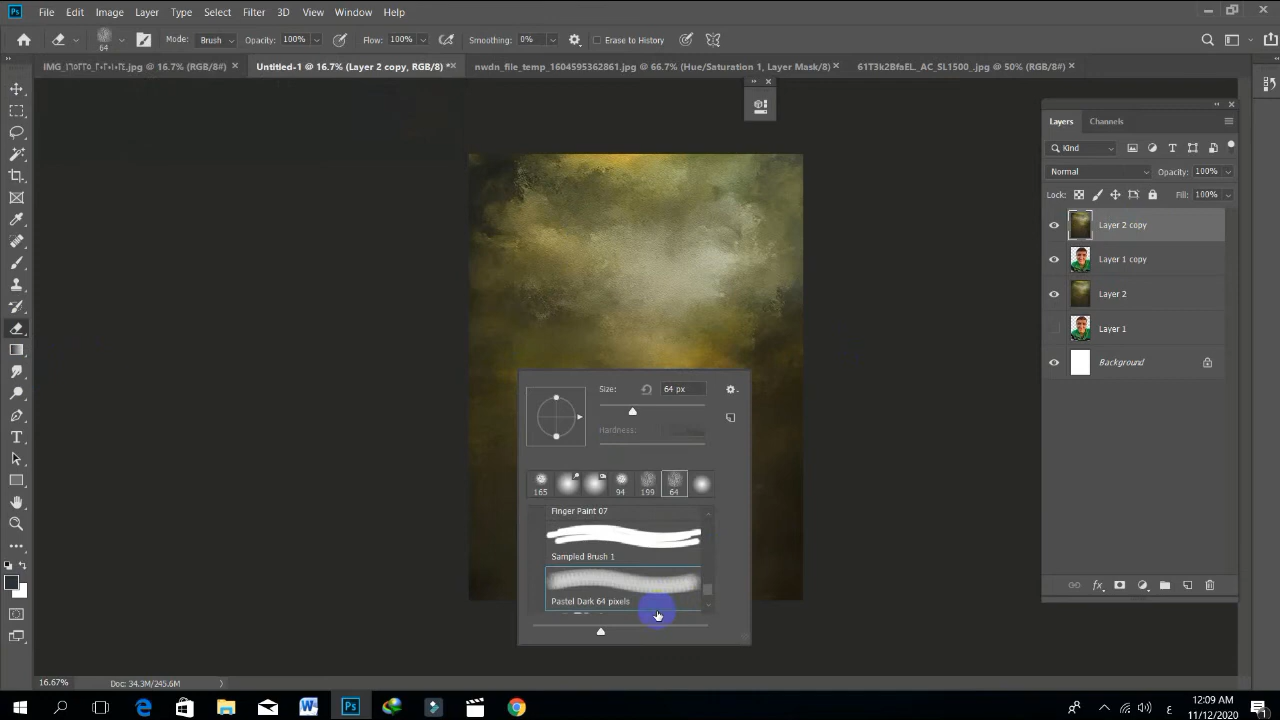 Ps File Edit Image Layer Type Select Filter 3D View Window Help
64 Mode: Brush Opacity: 100% Flow: 100% Smoothing: 0% Erase to History
Untitled-1 @ 16.7% (Layer 2 copy, RGB/8) * nwdn_file_temp_1604595362861.jpg @ 66.7% (Hue/Saturation 1, Layer Mask/8) 61T3k2BfsEL_AC_SL1500_.jpg @ 50% (RGB/8#)
Layers Channels
Kind
Normal Opacity: 100%
Lock: Fill: 100%
Layer 2 copy
Layer 1 copy
Layer 2
Layer 1
Background
Size: 64 px
Hardness:
165 94 199 64
Finger Paint 07
Sampled Brush 1
Pastel Dark 64 pixels
16.67% Doc: 34.3M/245.6M
12:09 AM
11/12/2020